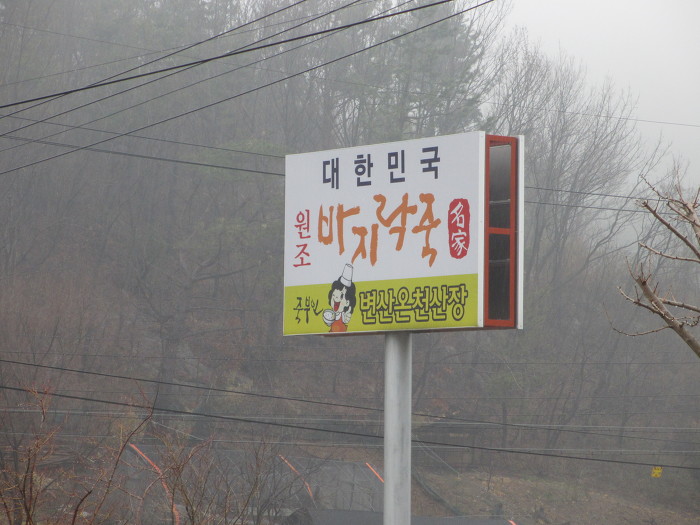 대한민국
원조 바지락죽 名家
국부인 변산온천산장